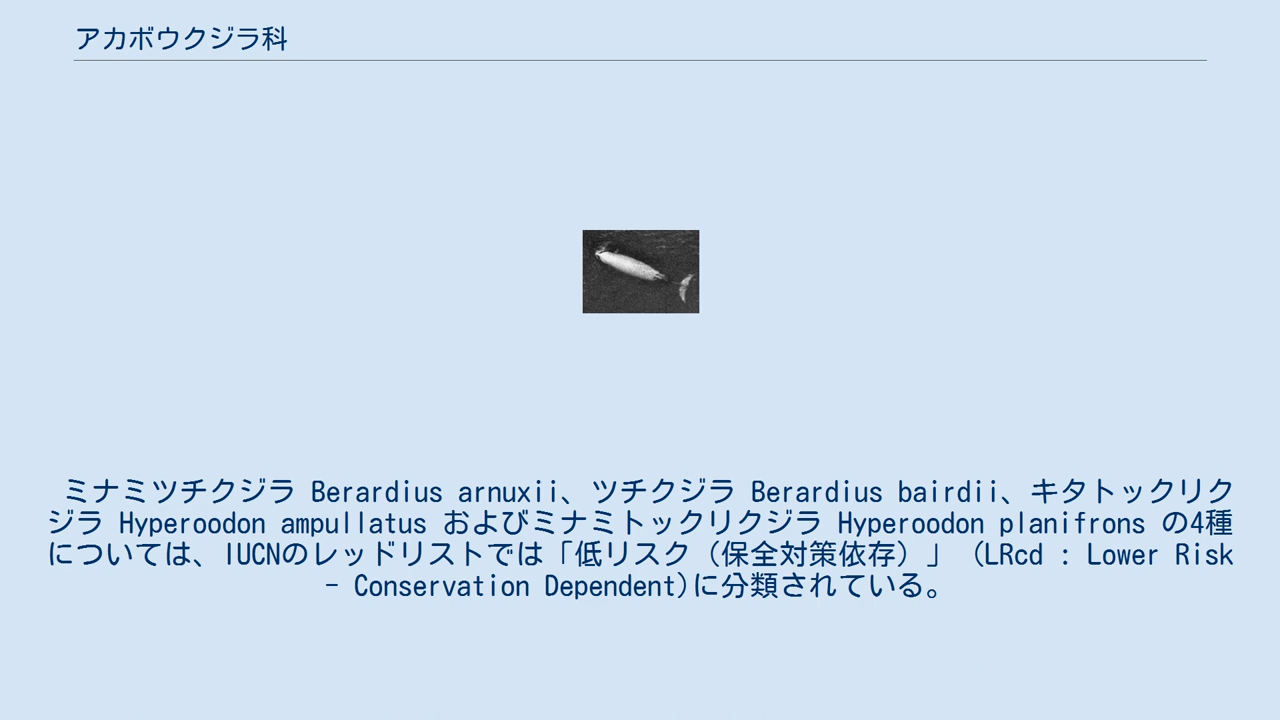 アカボウクジラ科
ミナミツチクジラ Berardius arnuxii、ツチクジラ Berardius bairdii、キタトックリク
ジラ Hyperoodon ampullatus およびミナミトックリクジラ Hyperoodon planifrons の4種
については、IUCNのレッドリストでは「低リスク（保全対策依存）」（LRcd : Lower Risk
- Conservation Dependent)に分類されている。